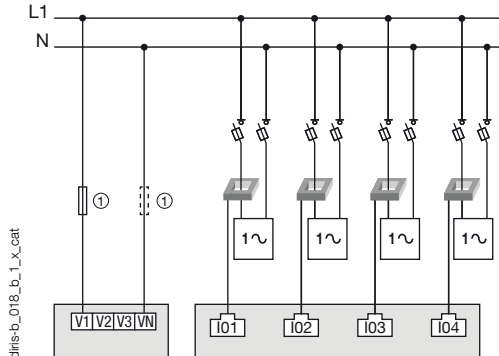 L1
N
① ①
1∿ 1∿ 1∿ 1∿
V1 V2 V3 VN
I01 I02 I03 I04
diris-b_018_b_1_x_cat